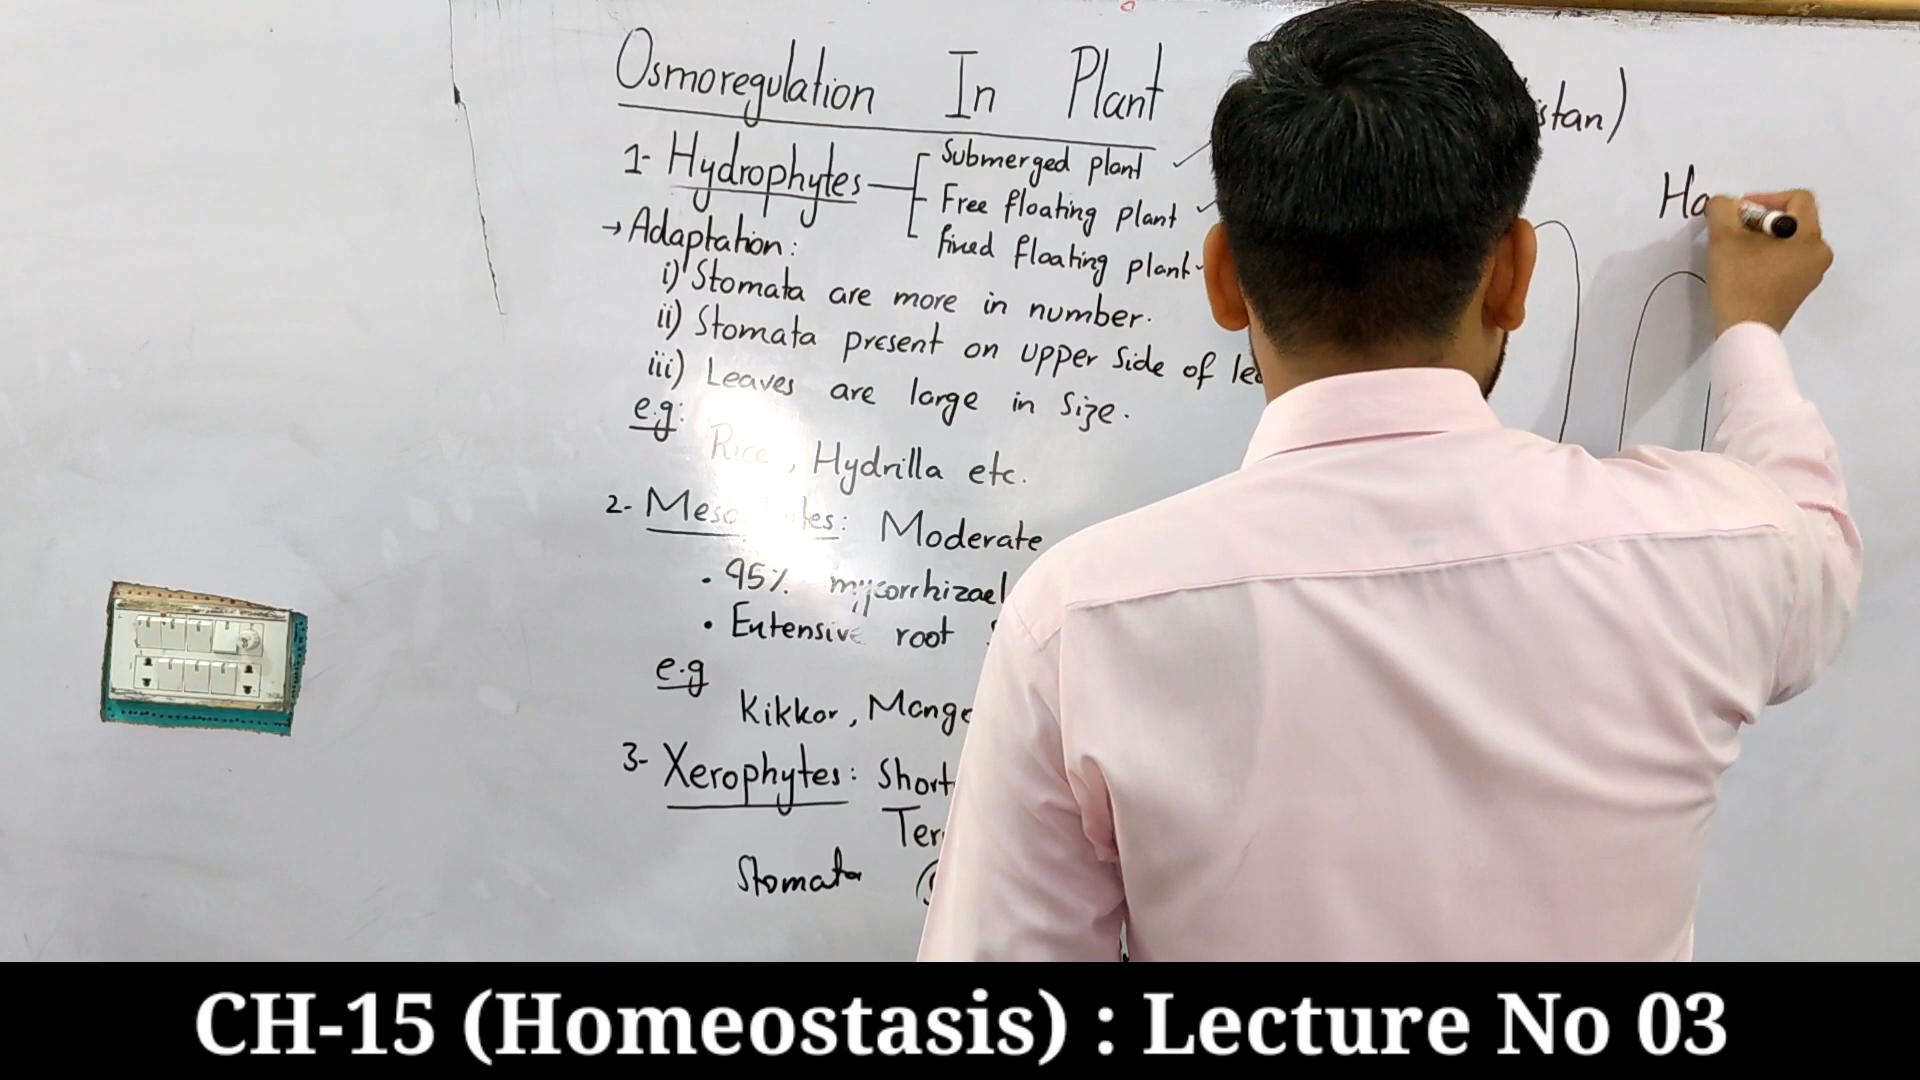 Osmoregulation In Plant
stan)
1- Hydrophytes
Submerged plant
Free floating plant
fixed floating plant
Ha
→ Adaptation:
i) Stomata are more in number.
ii) Stomata present on upper side of
iii) Leaves are large in size.
e.g:
Rice, Hydrilla etc.
2- Moderate
• 95% mycorrhizael
• Extensive root
e.g
Kikkor,
3- Xerophytes: Short
Ter
Stomata
CH-15 (Homeostasis) : Lecture No 03